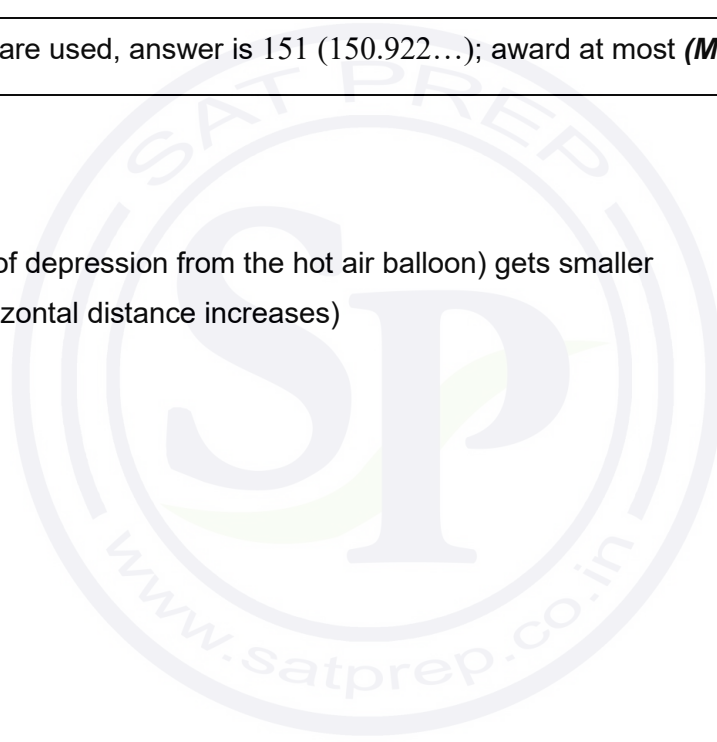 are used, answer is 151 (150.922…); award at most (M
of depression from the hot air balloon) gets smaller
zontal distance increases)
SAT PREP
SP
www.satprep.co.in